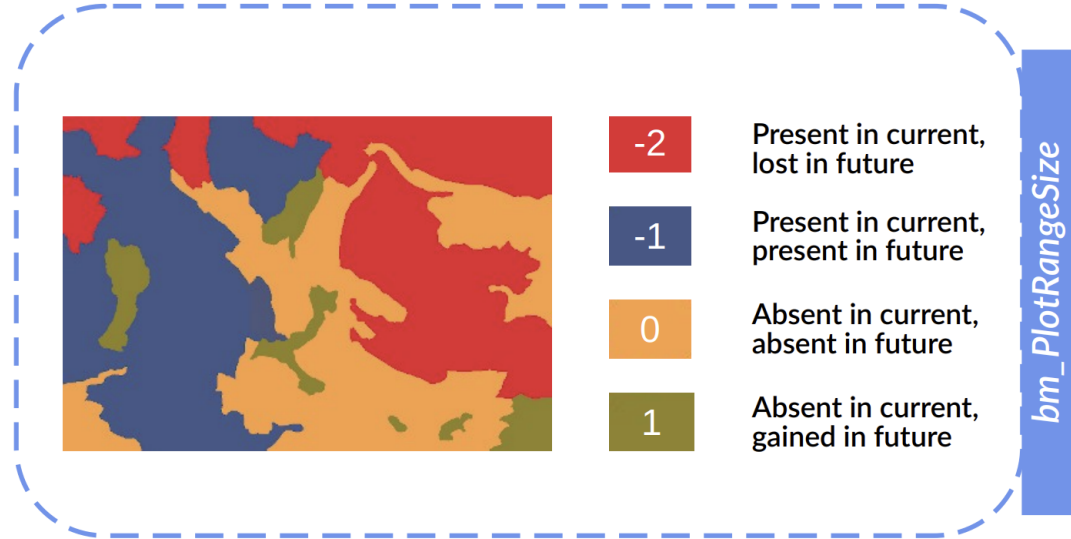 -2
Present in current,
lost in future
-1
Present in current,
present in future
0
Absent in current,
absent in future
1
Absent in current,
gained in future
bm_PlotRangeSize